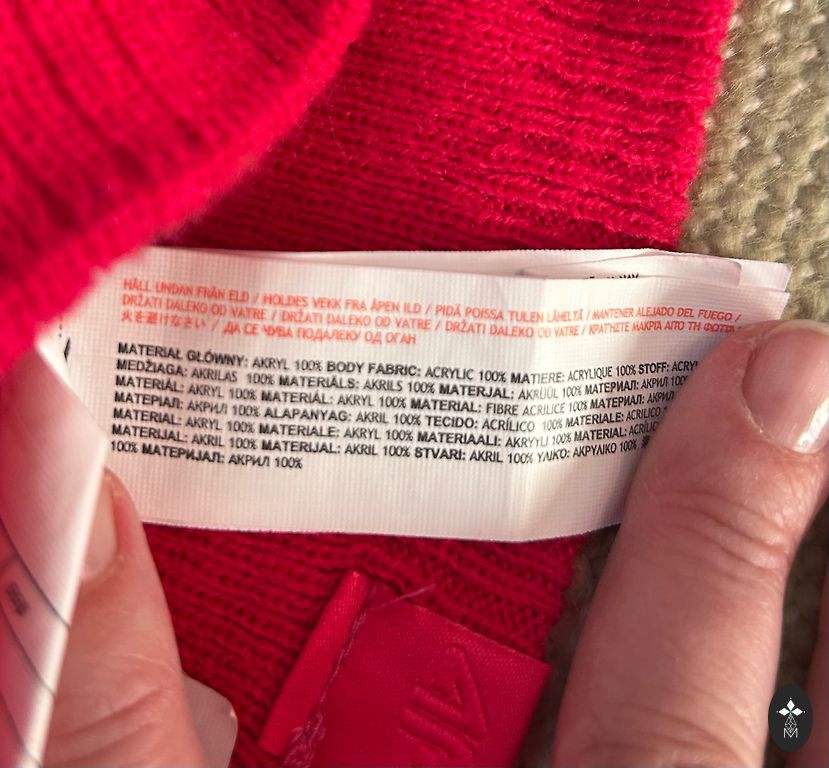 HÅLL UNDAN FRÅN ELD / HOLDES VEKK FRA ÅPEN ILD / PIDÄ POISSA TULEN LÄHELTÄ / MANTENER ALEJADO DEL FUEGO /
DRŽATI DALEKO OD VATRE / DRŽATI DALEKO OD VATRE / DRŽATI DALEKO OD VATRE / ΚΡΑΤΗΣΤΕ ΜΑΚΡΙΑ ΑΠΟ ΤΗ
火を避けなさい / ДА СЕ ЧУВА ПОДАЛЕКУ ОД ОГАН
MATERIAŁ GŁÓWNY: AKRYL 100% BODY FABRIC: ACRYLIC 100% MATIERE: ACRYLIQUE 100% STOFF:
MEDŽIAGA: AKRILAS 100% MATERIĀLS: AKRILS 100% MATERJAL: AKRÜÜL 100% МАТЕРИАЛ: АКРИЛ
MATERIÁL: AKRYL 100% MATERIÁL: AKRYL 100% MATERIAL: FIBRE ACRILICE 100% МАТЕРИАЛ:
МАТЕРІАЛ: АКРИЛ 100% ALAPANYAG: AKRIL 100% TECIDO: ACRÍLICO 100% MATERIALE: ACRILICO
MATERIAL: AKRYL 100% MATERIALE: AKRYL 100% MATERIAALI: AKRYYLI 100% MATERIAL:
MATERIJAL: AKRIL 100% MATERIJAL: AKRIL 100% STVARI: AKRIL 100% ΥΛΙΚΌ: ΑΚΡΥΛΙΚΟ 100%
100% МАТЕРИЈАЛ: АКРИЛ 100%
M